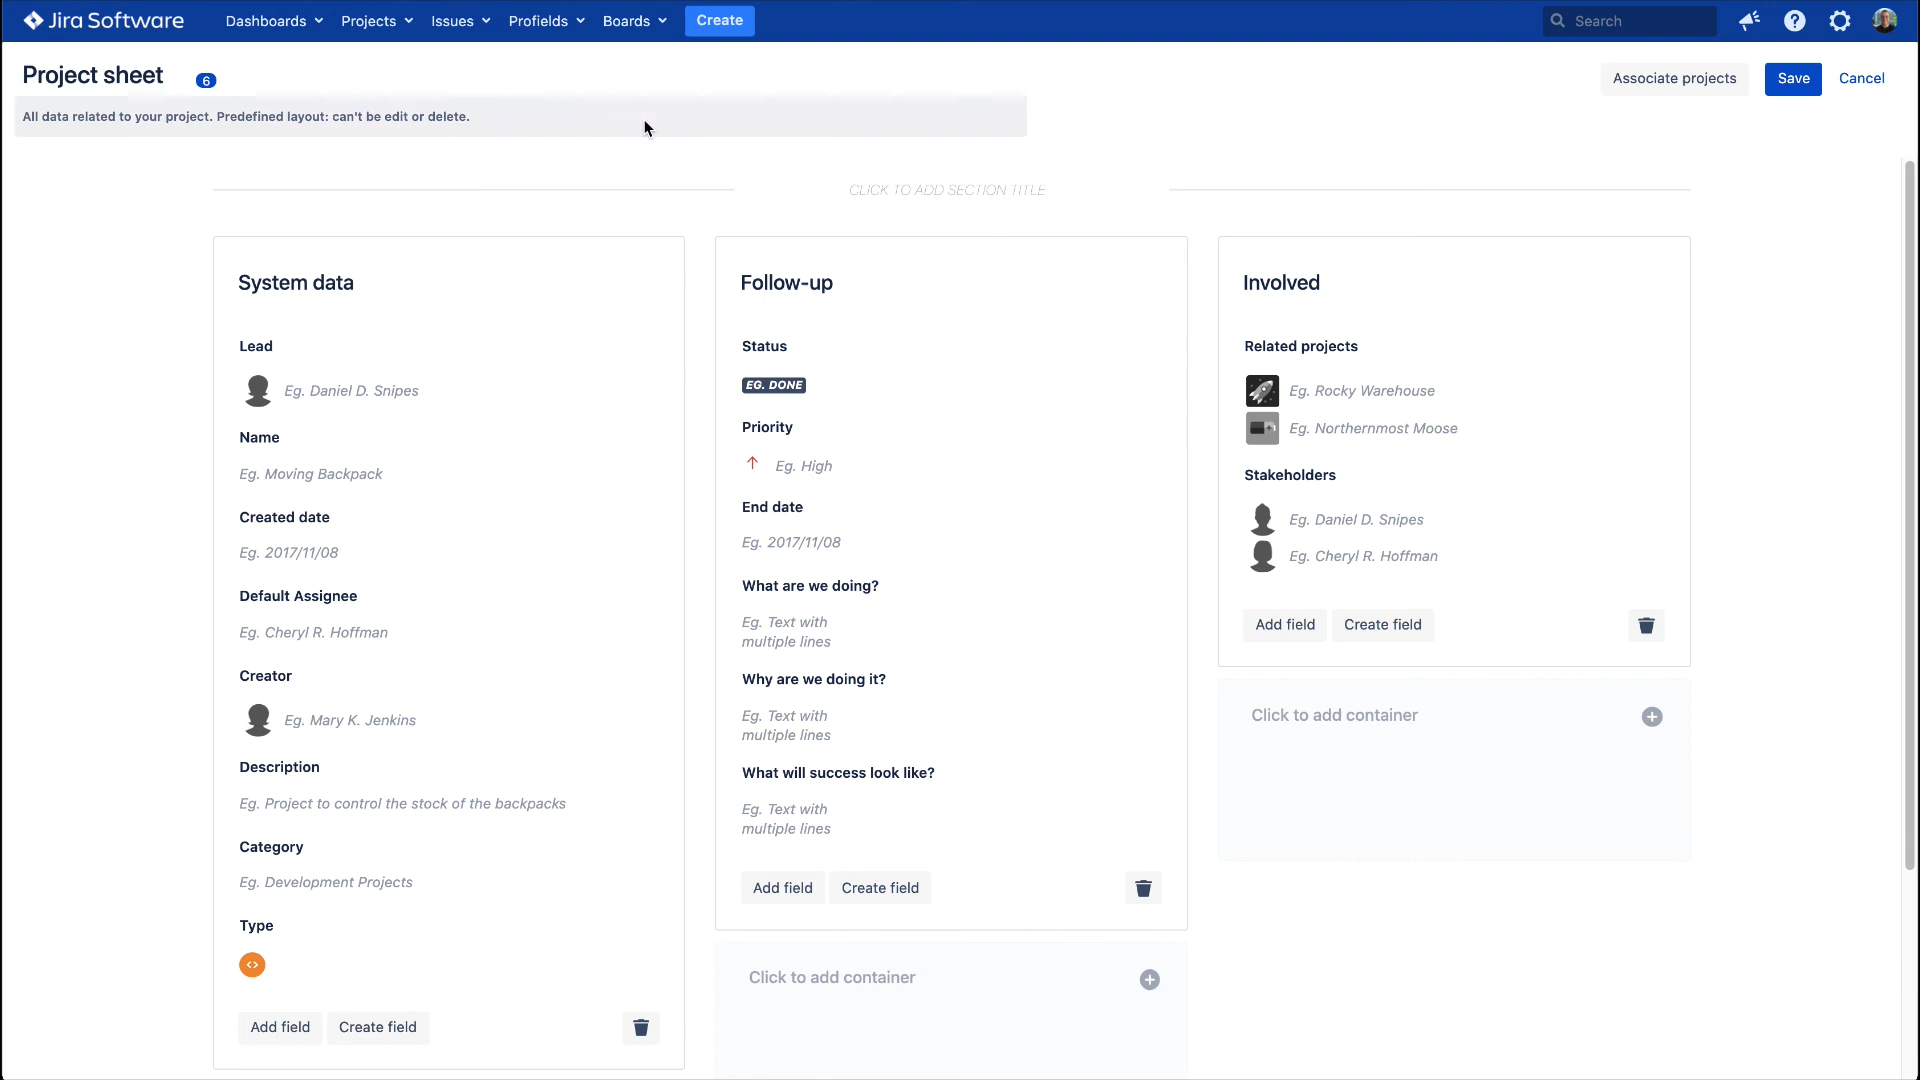 Jira Software
Dashboards
Projects
Issues
Profields
Boards
Create
Search
Project sheet
6
Associate projects
Save
Cancel
All data related to your project. Predefined layout: can't be edit or delete.
CLICK TO ADD SECTION TITLE
System data
Lead
Eg. Daniel D. Snipes
Name
Eg. Moving Backpack
Created date
Eg. 2017/11/08
Default Assignee
Eg. Cheryl R. Hoffman
Creator
Eg. Mary K. Jenkins
Description
Eg. Project to control the stock of the backpacks
Category
Eg. Development Projects
Type
Add field
Create field
Follow-up
Status
EG. DONE
Priority
Eg. High
End date
Eg. 2017/11/08
What are we doing?
Eg. Text with
multiple lines
Why are we doing it?
Eg. Text with
multiple lines
What will success look like?
Eg. Text with
multiple lines
Add field
Create field
Click to add container
Involved
Related projects
Eg. Rocky Warehouse
Eg. Northernmost Moose
Stakeholders
Eg. Daniel D. Snipes
Eg. Cheryl R. Hoffman
Add field
Create field
Click to add container